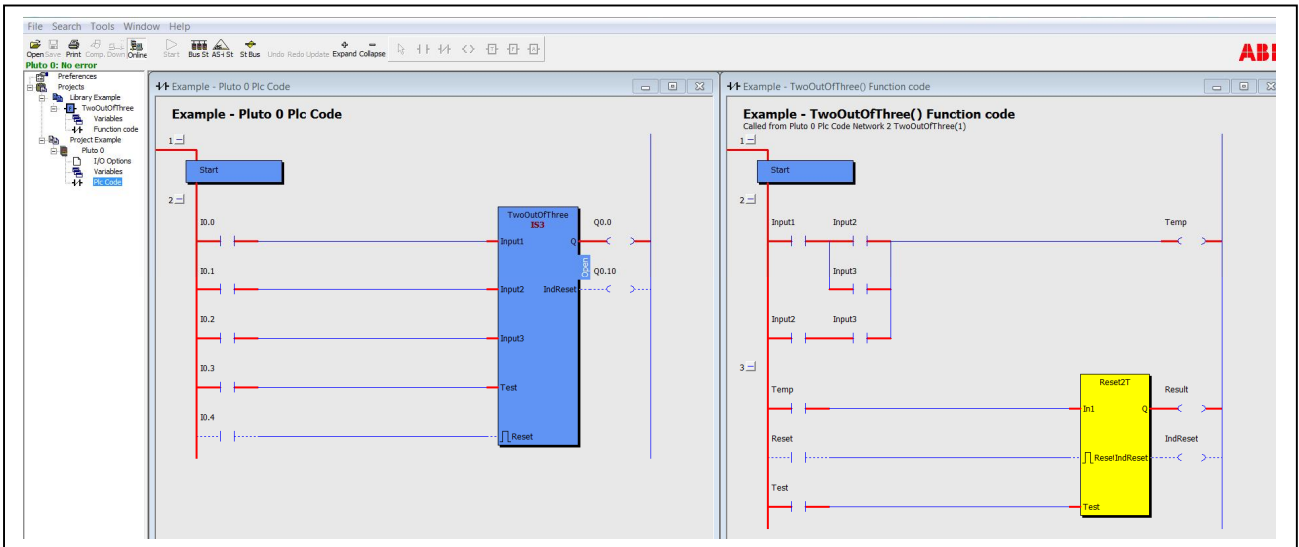 File Search Tools Window Help
Open Save Print Comp. Down Online Start Bus St AS-i St St Bus Undo Redo Update Expand Collapse
ABB
Pluto 0: No error
Preferences
Projects
Library Example
TwoOutOfThree
Variables
Function code
Project Example
Pluto 0
I/O Options
Variables
Plc Code
Example - Pluto 0 Plc Code
Example - Pluto 0 Plc Code
1
Start
2
I0.0
I0.1
I0.2
I0.3
I0.4
TwoOutOfThree
IS3
Input1 Q
Input2 IndReset
Input3
Test
Reset
Q0.0
Open
Q0.10
Example - TwoOutOfThree() Function code
Example - TwoOutOfThree() Function code
Called from Pluto 0 Plc Code Network 2 TwoOutOfThree(1)
1
Start
2
Input1 Input2 Temp
Input3
Input2 Input3
3
Temp
Reset
Test
Reset2T
In1 Q
Reset IndReset
Test
Result
IndReset